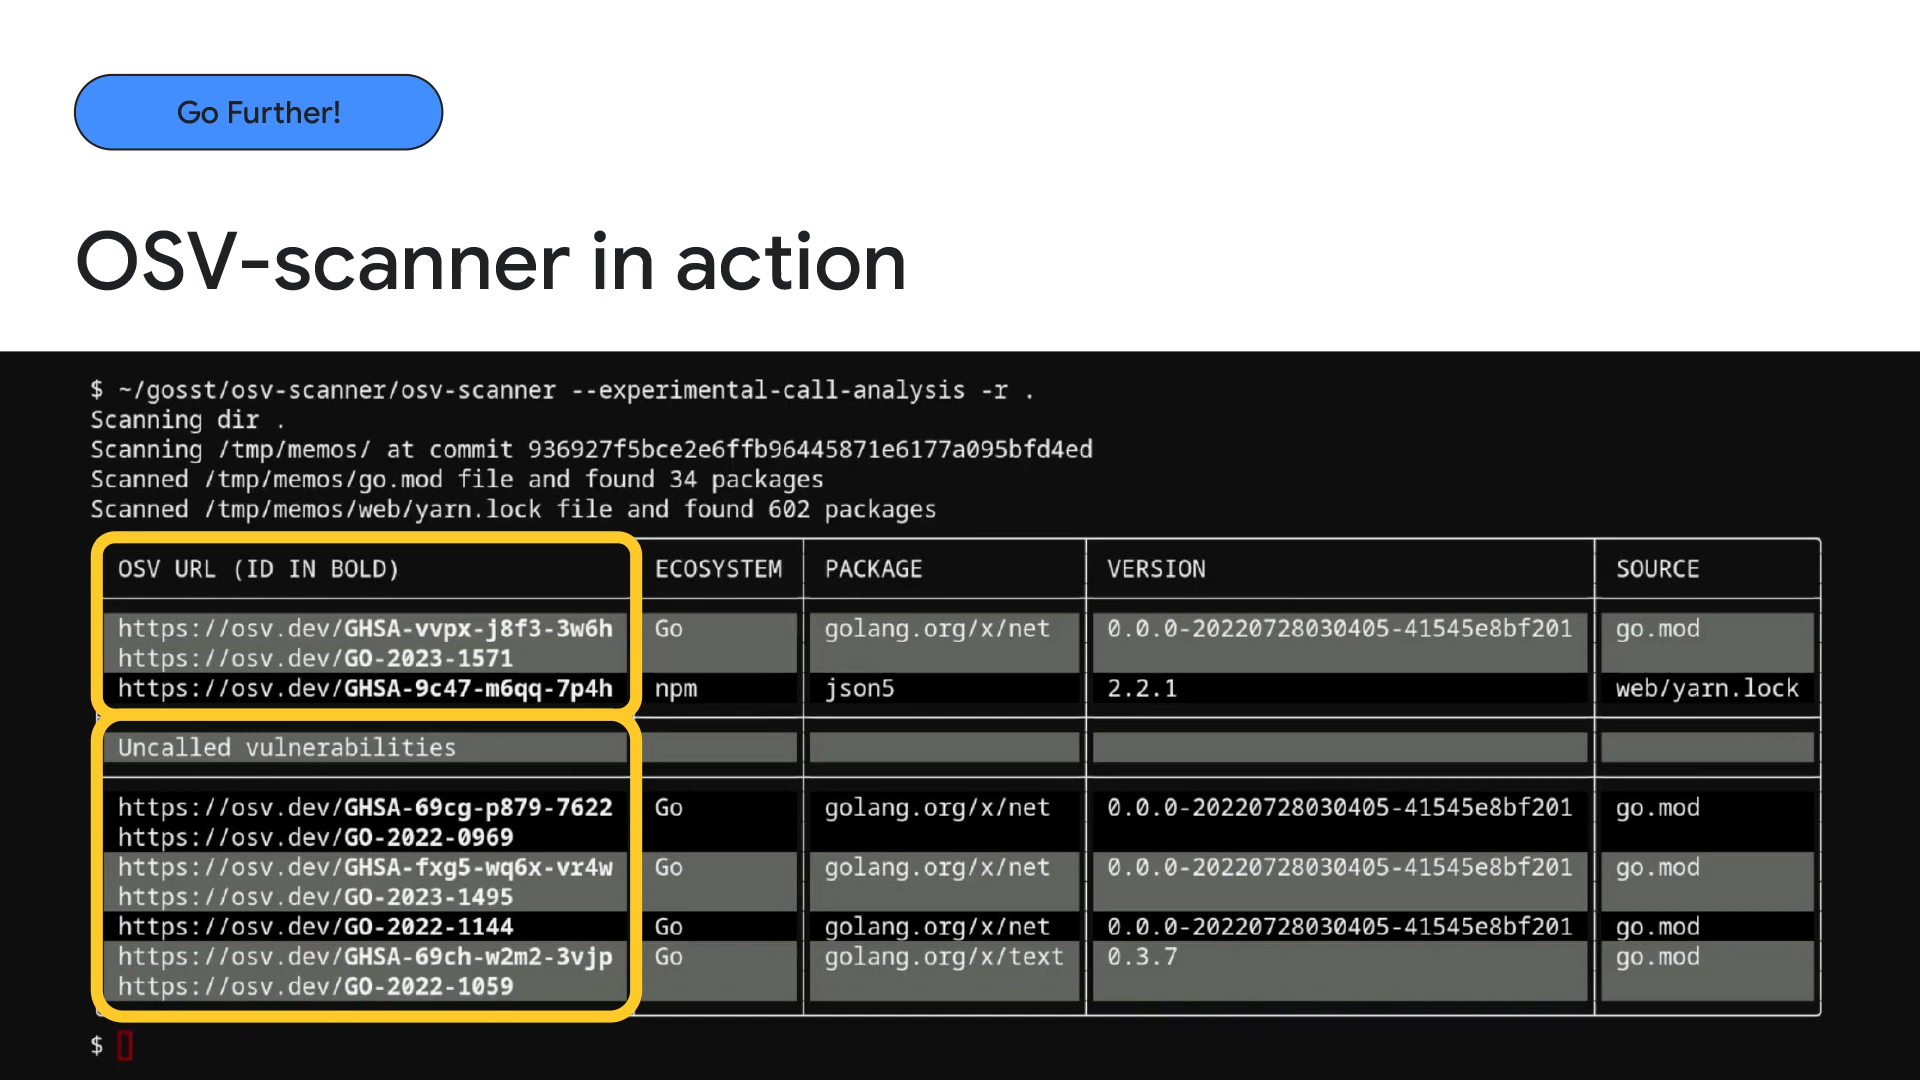 Go Further!
OSV-scanner in action
$ ~/gosst/osv-scanner/osv-scanner --experimental-call-analysis -r .
Scanning dir .
Scanning /tmp/memos/ at commit 936927f5bce2e6ffb96445871e6177a095bfd4ed
Scanned /tmp/memos/go.mod file and found 34 packages
Scanned /tmp/memos/web/yarn.lock file and found 602 packages
OSV URL (ID IN BOLD) ECOSYSTEM PACKAGE VERSION SOURCE
https://osv.dev/GHSA-vvpx-j8f3-3w6h Go golang.org/x/net 0.0.0-20220728030405-41545e8bf201 go.mod
https://osv.dev/GO-2023-1571
https://osv.dev/GHSA-9c47-m6qq-7p4h npm json5 2.2.1 web/yarn.lock
Uncalled vulnerabilities
https://osv.dev/GHSA-69cg-p879-7622 Go golang.org/x/net 0.0.0-20220728030405-41545e8bf201 go.mod
https://osv.dev/GO-2022-0969
https://osv.dev/GHSA-fxg5-wq6x-vr4w Go golang.org/x/net 0.0.0-20220728030405-41545e8bf201 go.mod
https://osv.dev/GO-2023-1495
https://osv.dev/GO-2022-1144 Go golang.org/x/net 0.0.0-20220728030405-41545e8bf201 go.mod
https://osv.dev/GHSA-69ch-w2m2-3vjp Go golang.org/x/text 0.3.7 go.mod
https://osv.dev/GO-2022-1059
$